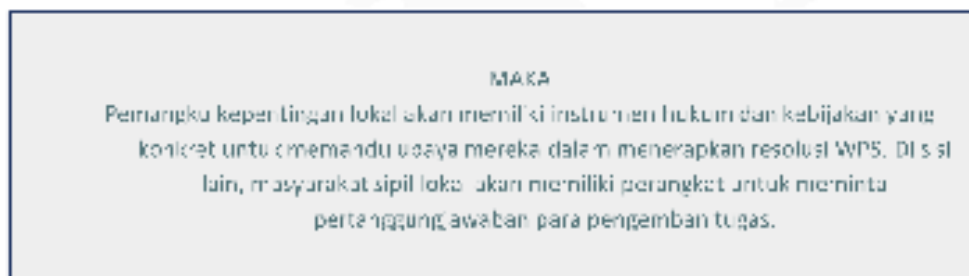 MAKA
Pemangku kepentingan lokal akan memiliki instrumen hukum dan kebijakan yang
konkret untuk memandu upaya mereka dalam menerapkan resolusi WPS. Di sisi
lain, masyarakat sipil lokal akan memiliki perangkat untuk meminta
pertanggungjawaban para pengemban tugas.